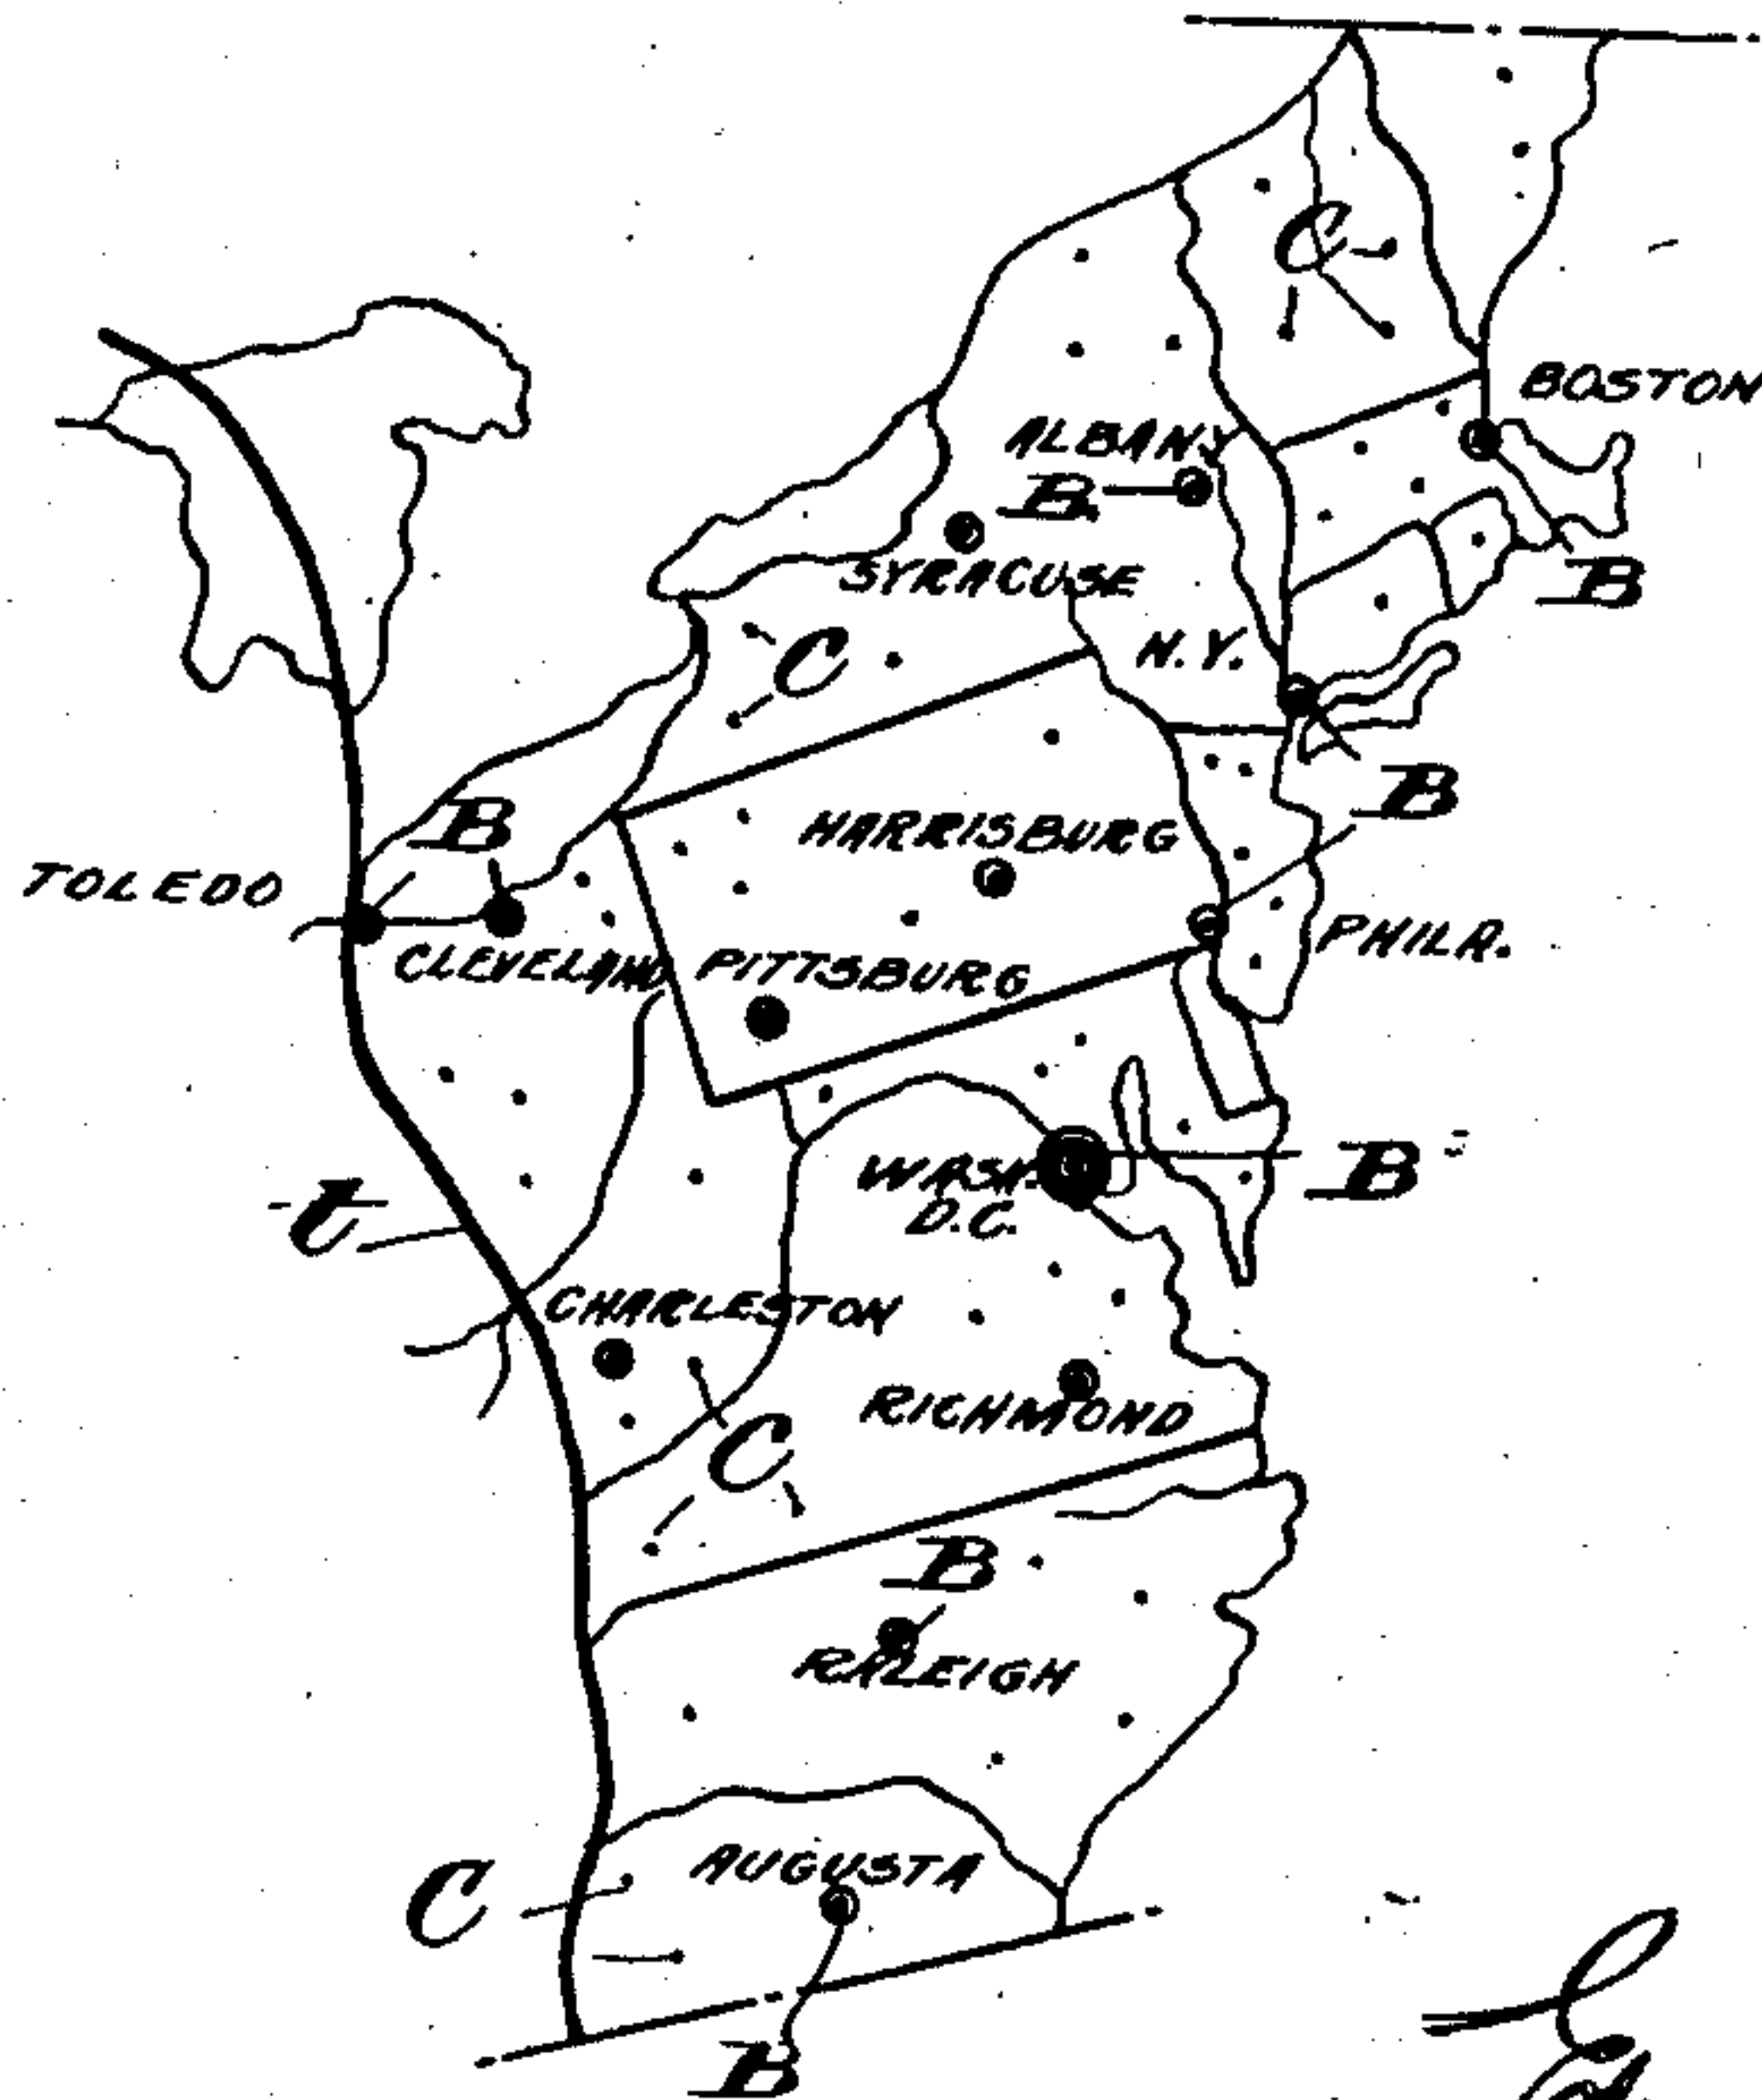 C
BOSTON
ALBANY
B
SYRACUSE
B
N.Y.
C
B
B
HARRISBURG
TOLEDO
PHILA.
CLEVELAND
PITTSBURG
WASH.
D.C.
B
t
CHARLESTON
RICHMOND
C
B
RALEIGH
AUGUSTA
C
B